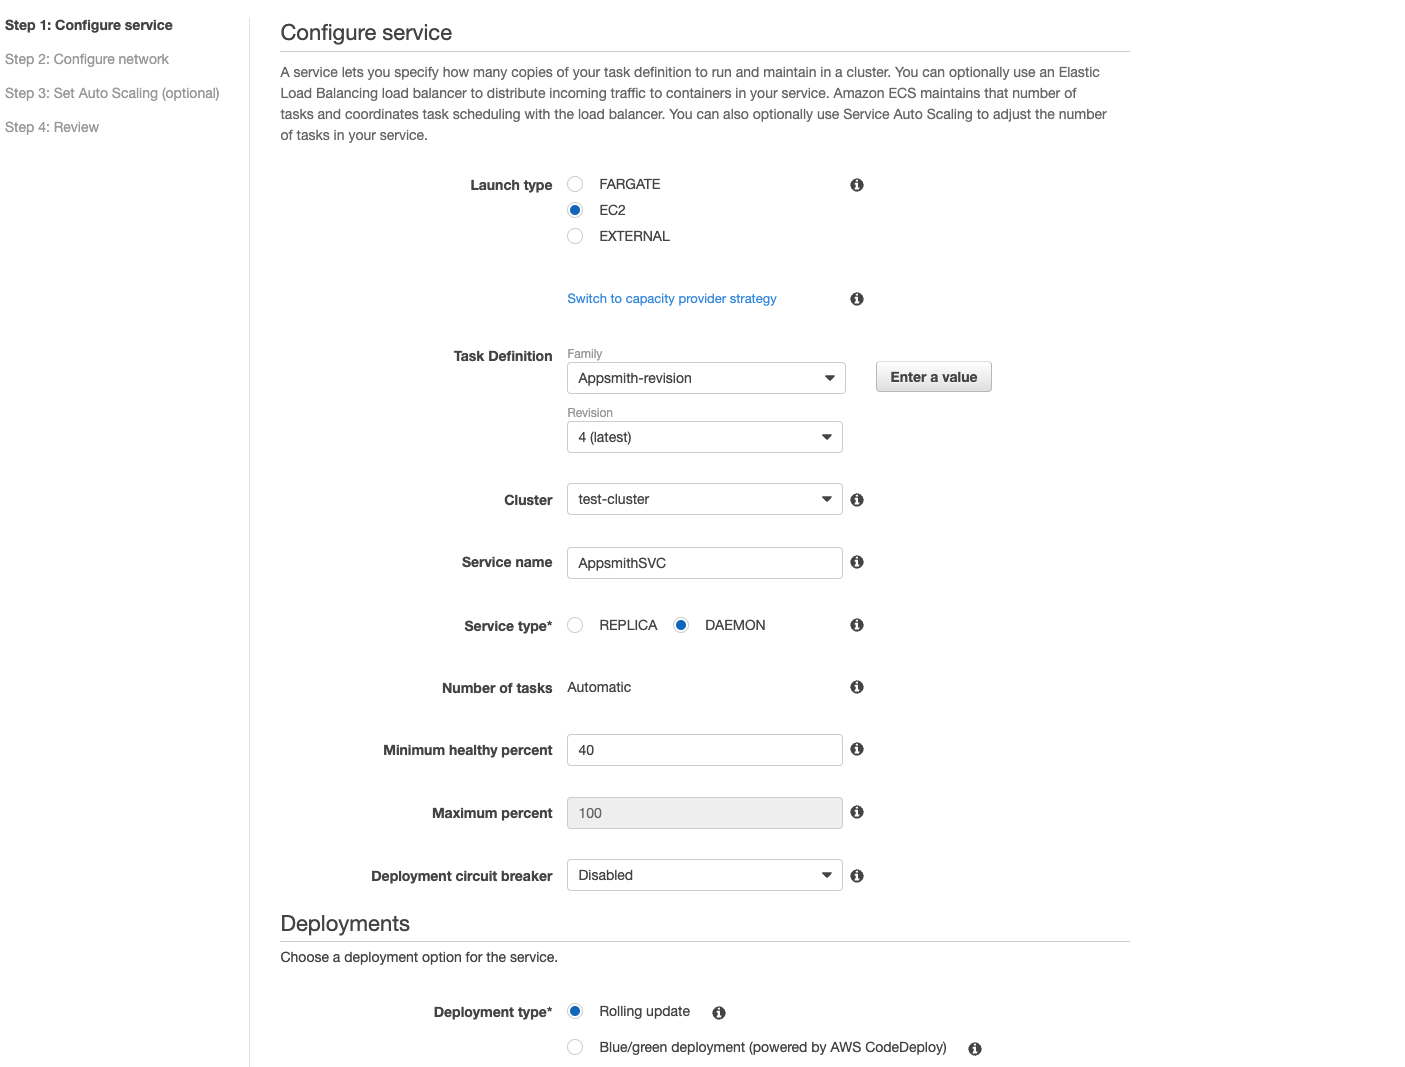 Step 1: Configure service
Step 2: Configure network
Step 3: Set Auto Scaling (optional)
Step 4: Review
Configure service
A service lets you specify how many copies of your task definition to run and maintain in a cluster. You can optionally use an Elastic
Load Balancing load balancer to distribute incoming traffic to containers in your service. Amazon ECS maintains that number of
tasks and coordinates task scheduling with the load balancer. You can also optionally use Service Auto Scaling to adjust the number
of tasks in your service.
Launch type
FARGATE
EC2
EXTERNAL
Switch to capacity provider strategy
Task Definition
Family
Appsmith-revision
Enter a value
Revision
4 (latest)
Cluster
test-cluster
Service name
AppsmithSVC
Service type*
REPLICA
DAEMON
Number of tasks
Automatic
Minimum healthy percent
40
Maximum percent
100
Deployment circuit breaker
Disabled
Deployments
Choose a deployment option for the service.
Deployment type*
Rolling update
Blue/green deployment (powered by AWS CodeDeploy)